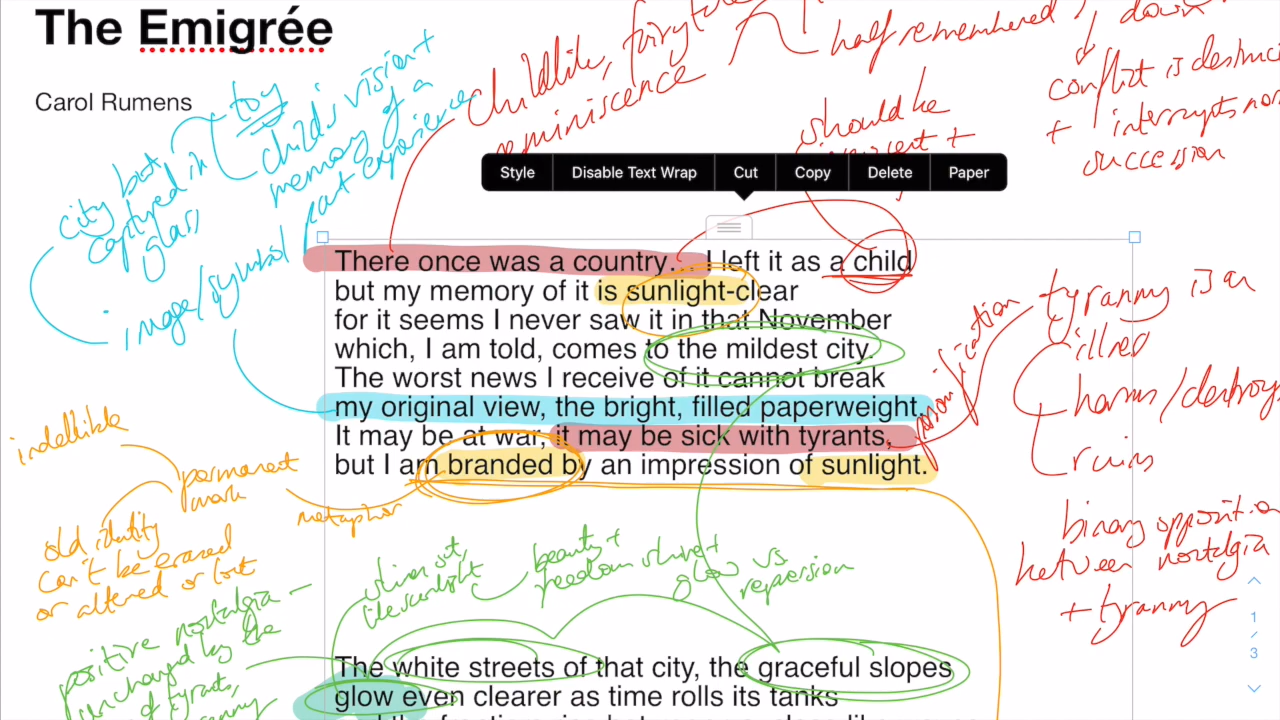 The Emigrée
Carol Rumens
toy
child's vision +
memory of a
past experience
city but
captured in
glass
image/symbol
childlike, fairytale
reminiscence
half remembered
down
conflict is destruc
+ interrupts nor
succession
should be
+
Style Disable Text Wrap Cut Copy Delete Paper
There once was a country... I left it as a child
but my memory of it is sunlight-clear
for it seems I never saw it in that November
which, I am told, comes to the mildest city.
The worst news I receive of it cannot break
my original view, the bright, filled paperweight.
It may be at war, it may be sick with tyrants,
but I am branded by an impression of sunlight.
personification
tyranny is an
illness
harms/destroys
ruins
binary opposition
between nostalgia
+ tyranny
indellible
permanent
mark
metaphor
old identity
can't be erased
or altered or lost
beauty +
freedom
glow vs
repression
positive nostalgia
unchanged by the
of tyrants,
1
/
3
The white streets of that city, the graceful slopes
glow even clearer as time rolls its tanks